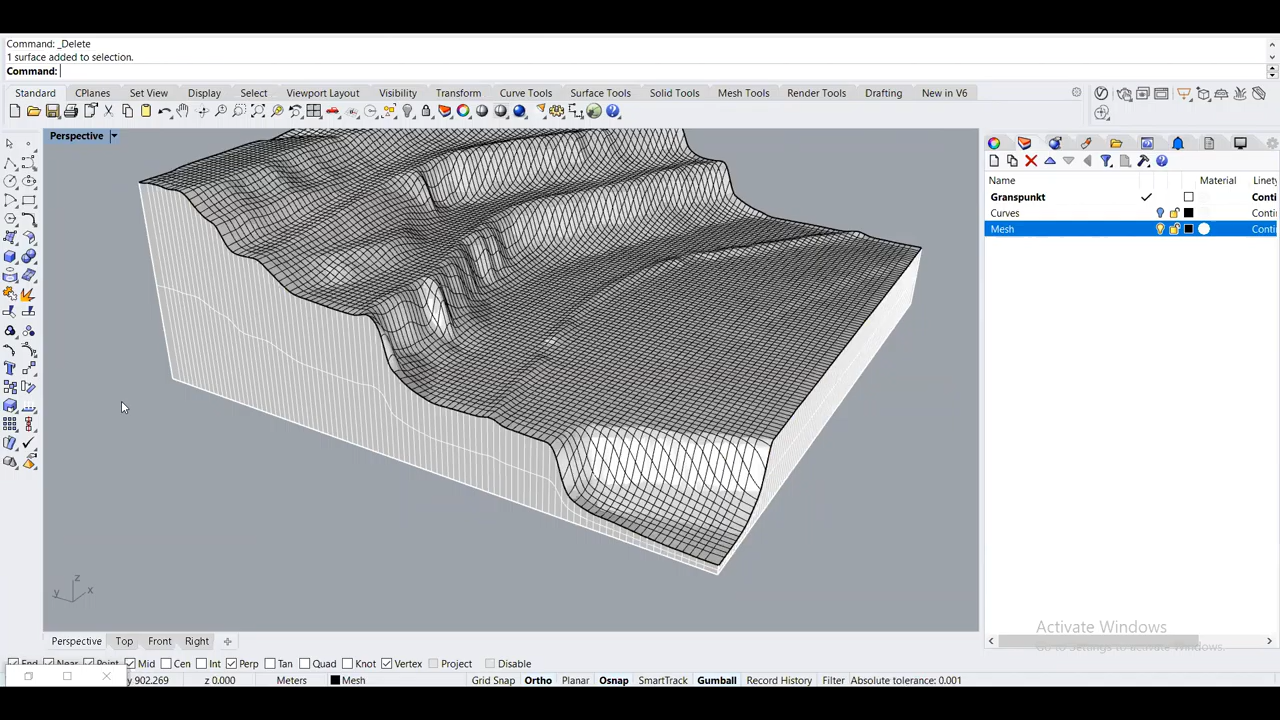 Command: _Delete
1 surface added to selection.
Command:
Standard CPlanes Set View Display Select Viewport Layout Visibility Transform Curve Tools Surface Tools Solid Tools Mesh Tools Render Tools Drafting New in V6
Perspective
Name Material Linety
Granspunkt Conti
Curves Contin
Mesh Contin
z
y x
Activate Windows
Go to Settings to activate Windows.
Perspective Top Front Right
End Near Point Mid Cen Int Perp Tan Quad Knot Vertex Project Disable
y 902.269 z 0.000 Meters Mesh Grid Snap Ortho Planar Osnap SmartTrack Gumball Record History Filter Absolute tolerance: 0.001